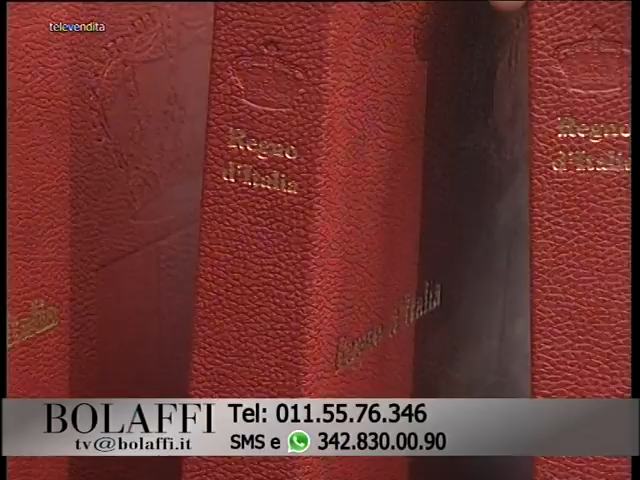 televendita
Regno
d'Italia
Regno
d'Italia
d'Italia
Regno d'Italia
BOLAFFI
tv@bolaffi.it
Tel: 011.55.76.346
SMS e 342.830.00.90